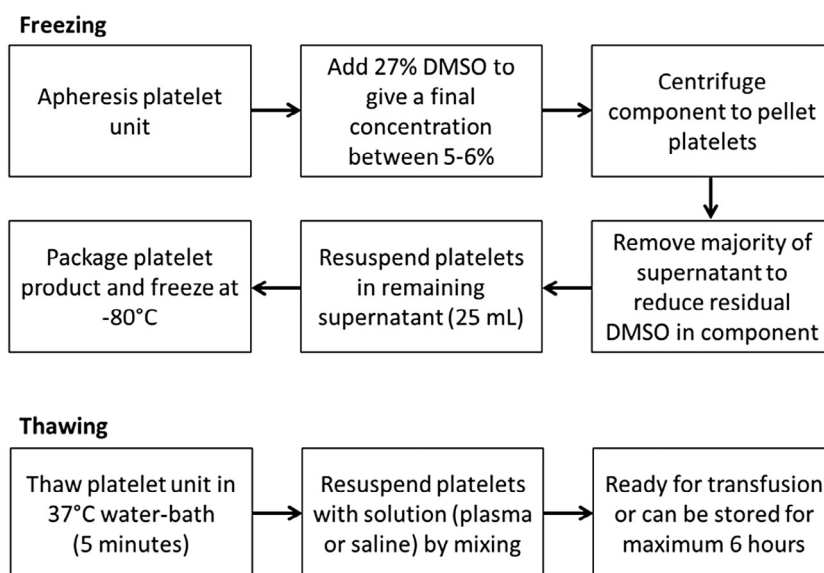 Freezing
Apheresis platelet
unit
Add 27% DMSO to
give a final
concentration
between 5-6%
Centrifuge
component to pellet
platelets
Remove majority of
supernatant to
reduce residual
DMSO in component
Resuspend platelets
in remaining
supernatant (25 mL)
Package platelet
product and freeze at
-80°C
Thawing
Thaw platelet unit in
37°C water-bath
(5 minutes)
Resuspend platelets
with solution (plasma
or saline) by mixing
Ready for transfusion
or can be stored for
maximum 6 hours